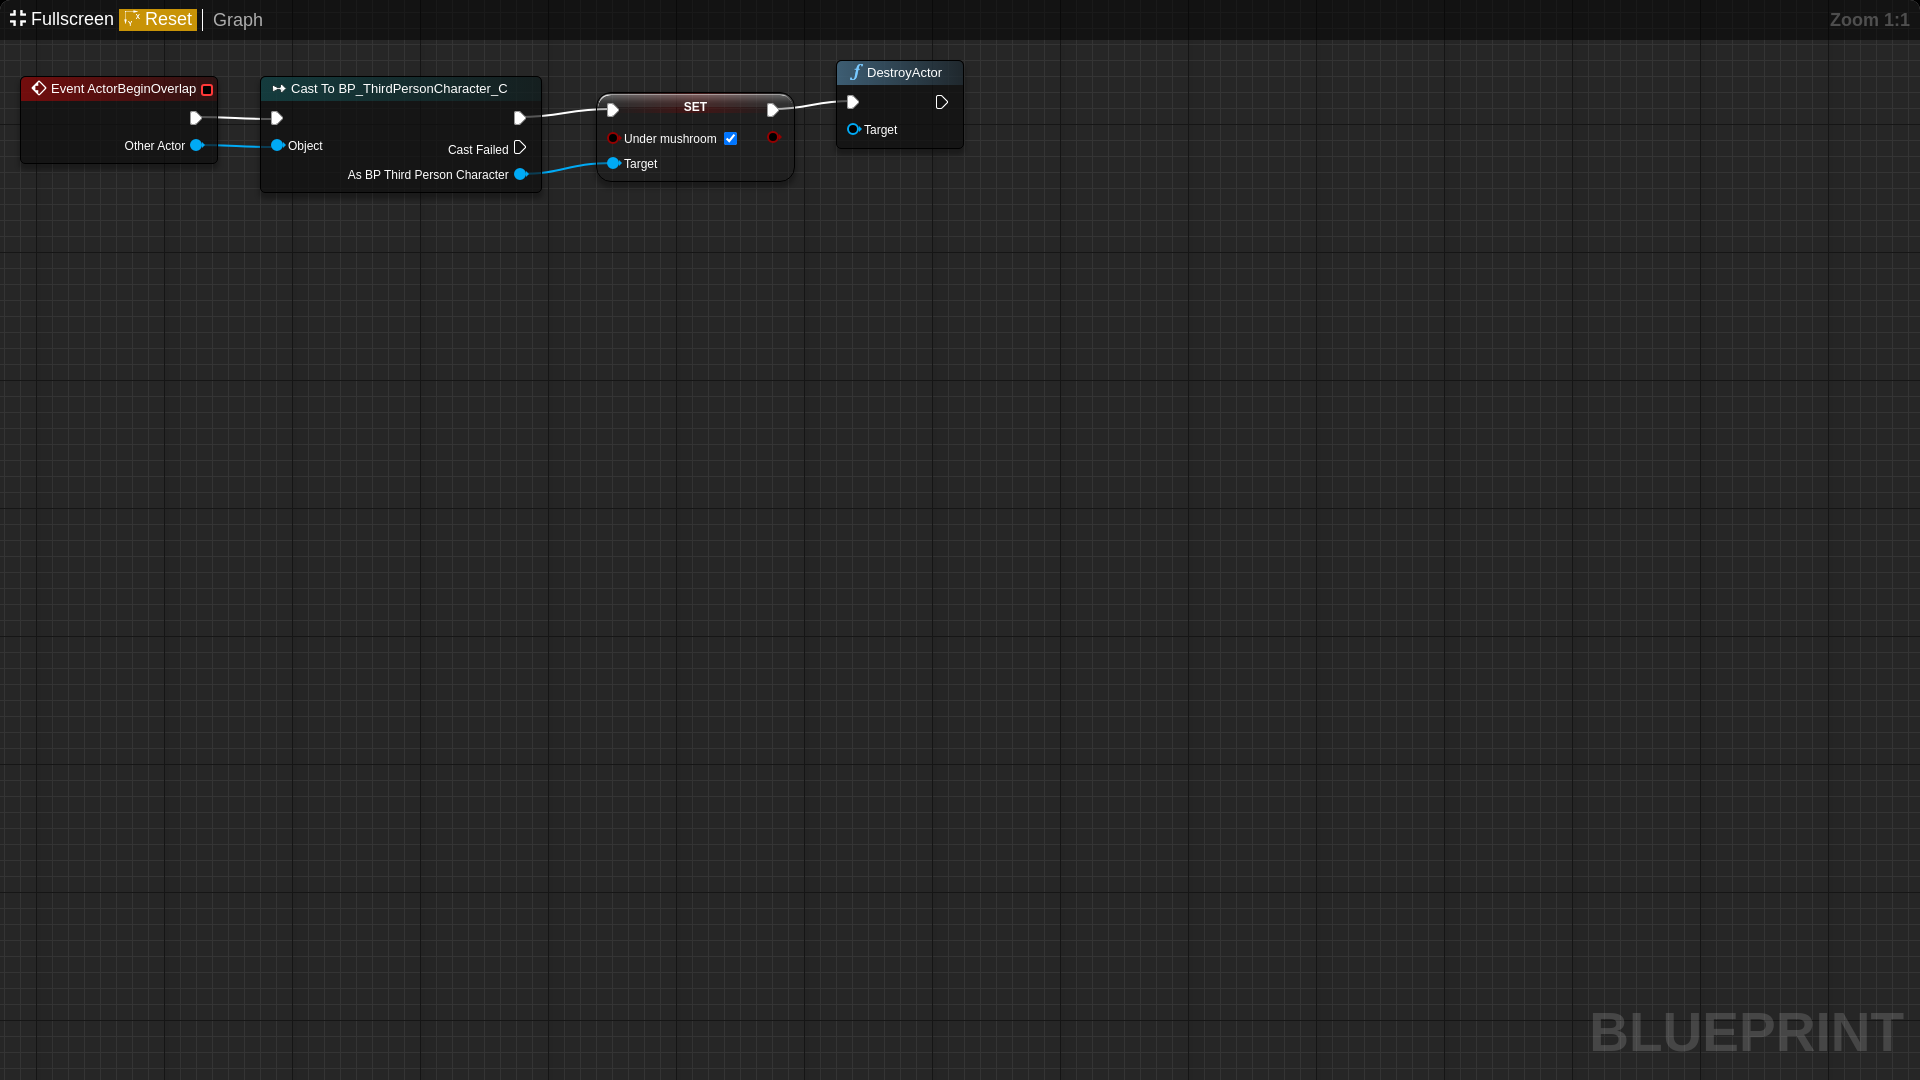 Fullscreen Reset Graph Zoom 1:1
Event ActorBeginOverlap
Other Actor
Cast To BP_ThirdPersonCharacter_C
Object
Cast Failed
As BP Third Person Character
SET
Under mushroom
Target
DestroyActor
Target
BLUEPRINT